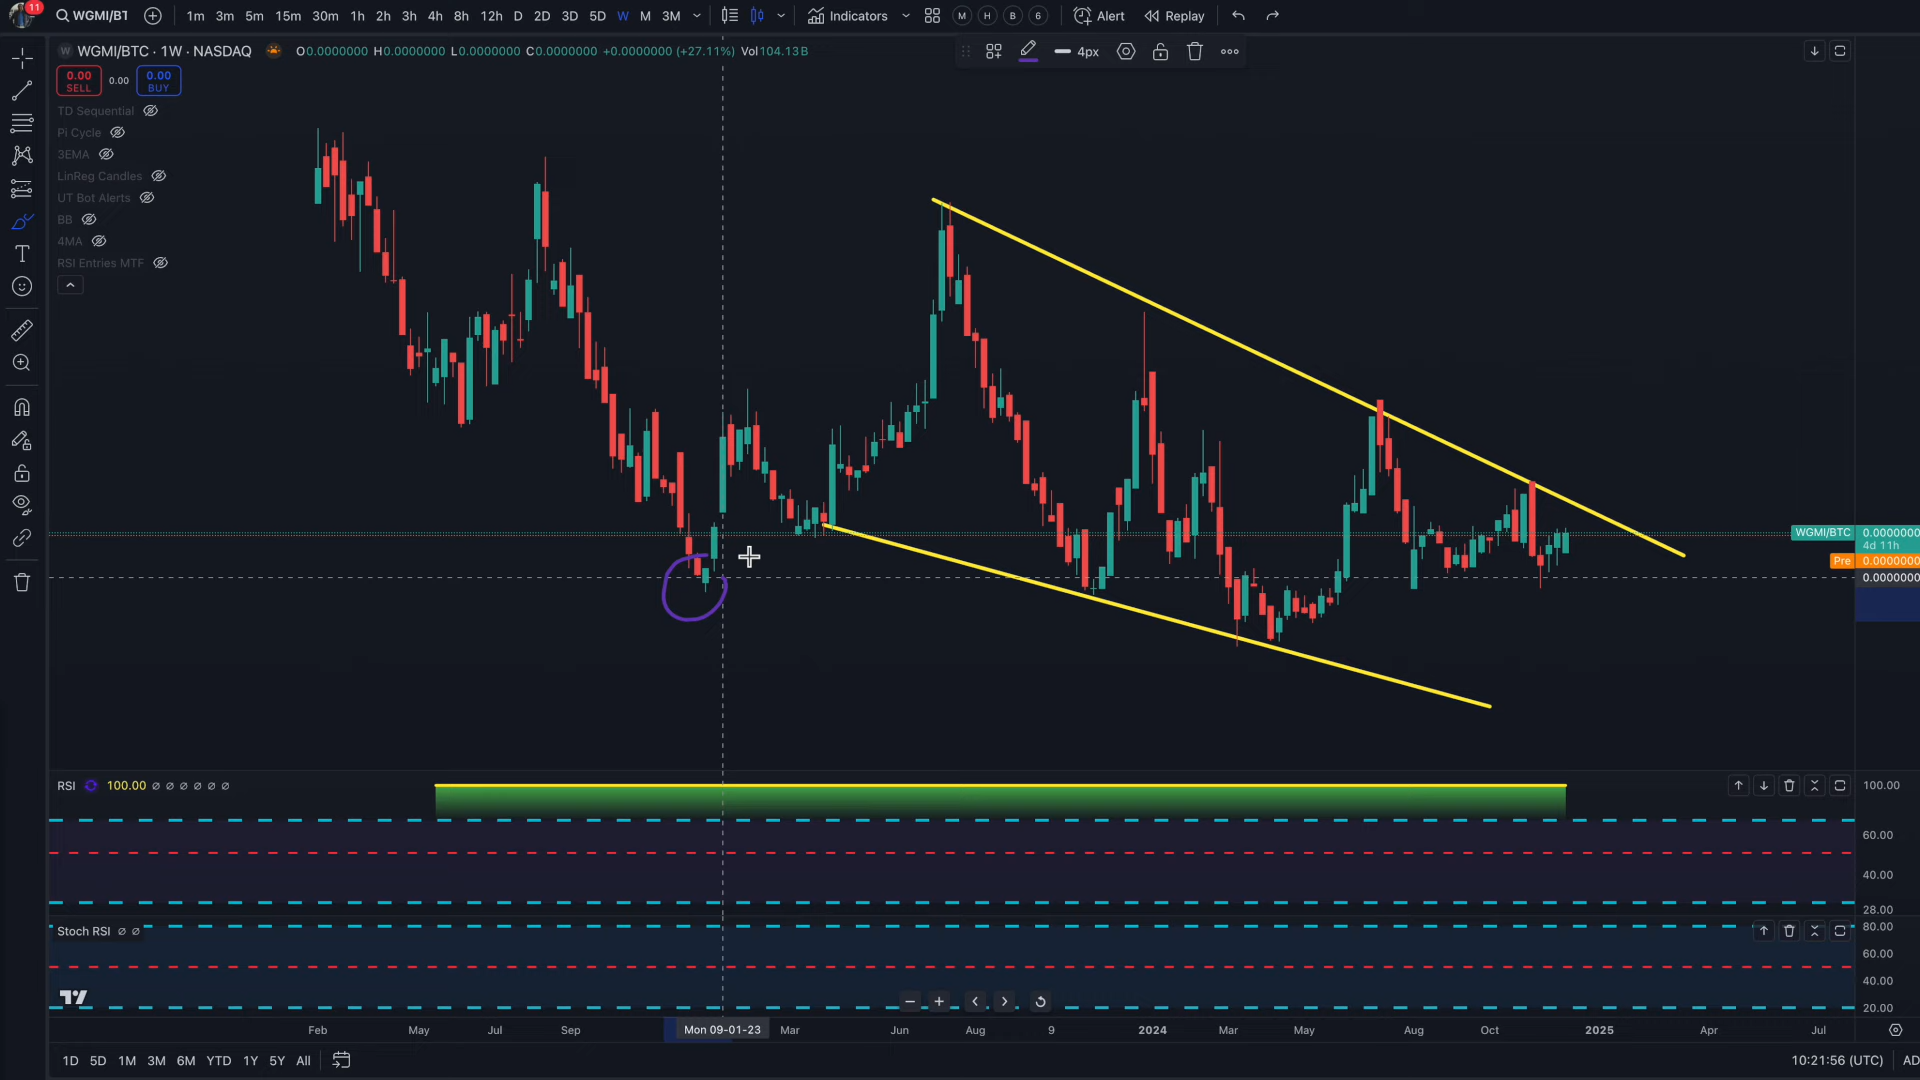 11
WGMI/BT
1m 3m 5m 15m 30m 1h 2h 3h 4h 8h 12h D 2D 3D 5D W M 3M
Indicators
M H B 6
Alert
Replay
W WGMI/BTC · 1W · NASDAQ
O0.0000000 H0.0000000 L0.0000000 C0.0000000 +0.0000000 (+27.11%) Vol104.13B
4px
0.00 SELL
0.00
0.00 BUY
TD Sequential
Pi Cycle
3EMA
LinReg Candles
UT Bot Alerts
BB
4MA
RSI Entries MTF
T
WGMI/BTC 0.0000000
4d 11h
Pre 0.0000000
0.0000000
RSI 100.00 ∅ ∅ ∅ ∅ ∅ ∅
100.00
60.00
40.00
28.00
Stoch RSI ∅ ∅
80.00
60.00
40.00
20.00
Feb May Jul Sep Mon 09-01-23 Mar Jun Aug 9 2024 Mar May Aug Oct 2025 Apr Jul
1D 5D 1M 3M 6M YTD 1Y 5Y All
10:21:56 (UTC)
AD